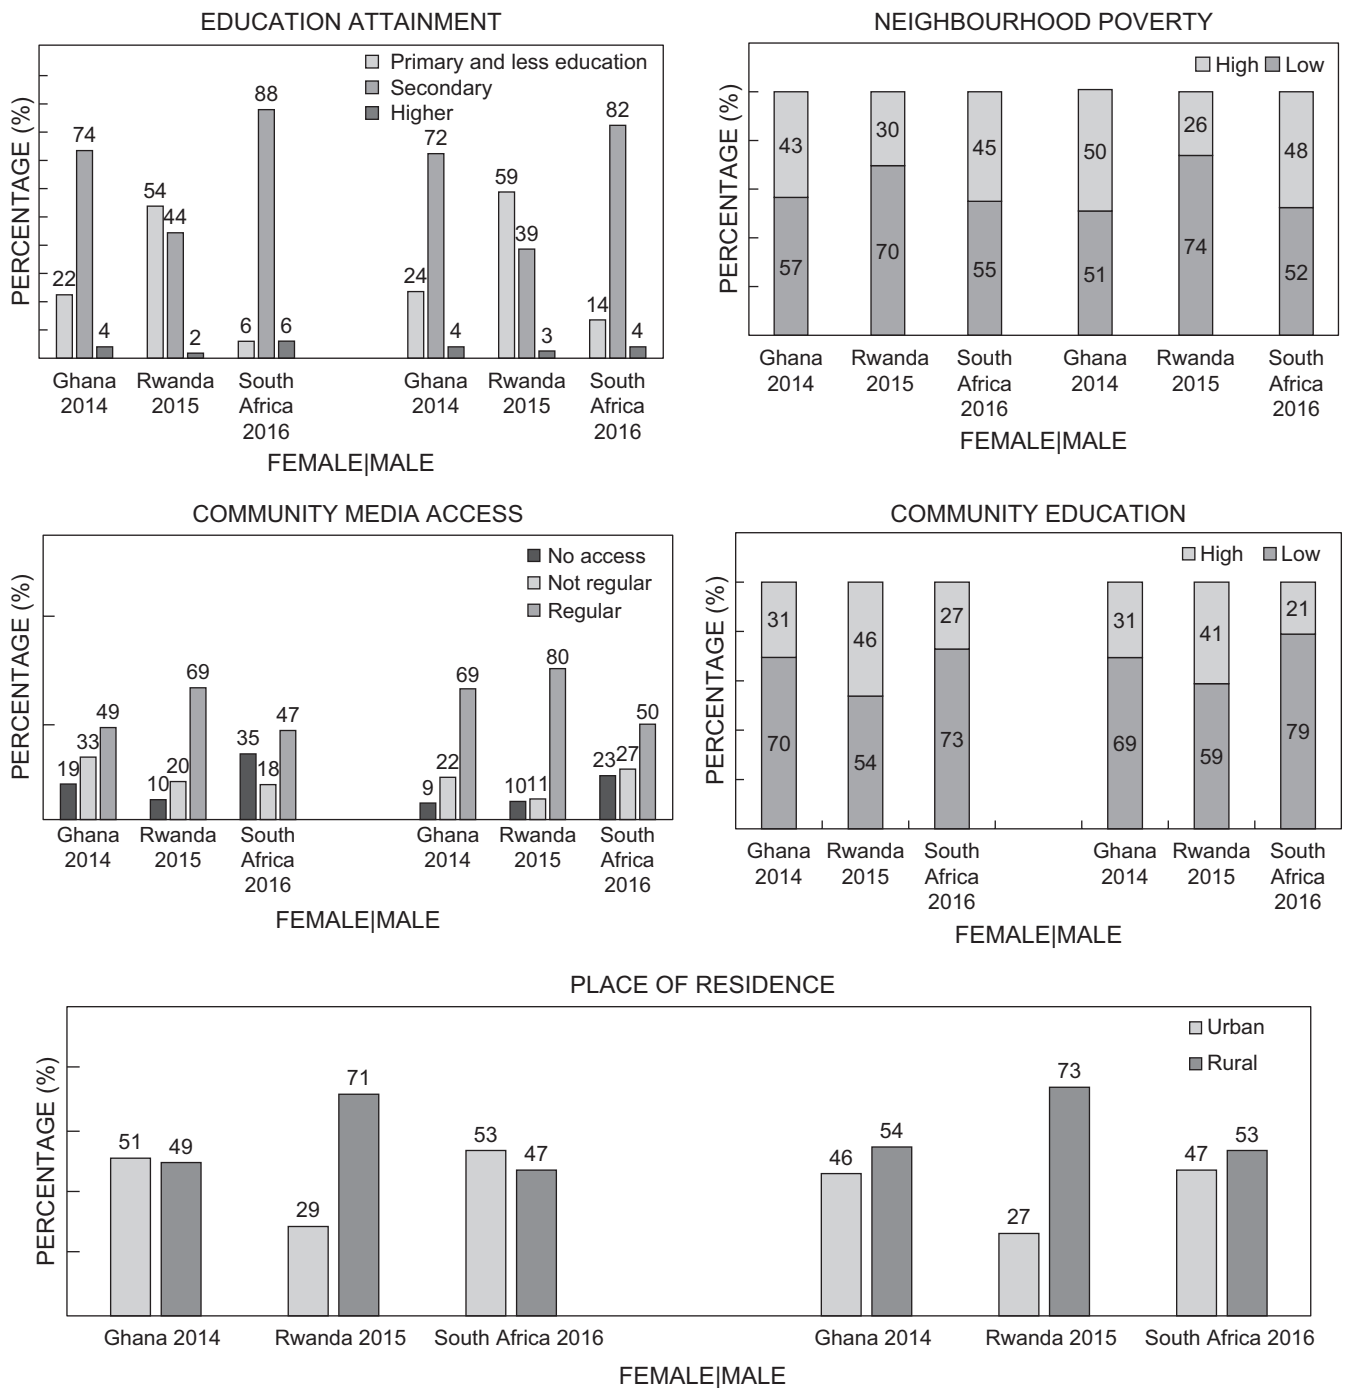 EDUCATION ATTAINMENT
PERCENTAGE (%)
Primary and less education
Secondary
Higher
22 74 4 54 44 2 6 88 6 24 72 4 59 39 3 14 82 4
Ghana Rwanda South Ghana Rwanda South
2014 2015 Africa 2014 2015 Africa
2016 2016
FEMALE|MALE
NEIGHBOURHOOD POVERTY
PERCENTAGE (%)
High Low
43 30 45 50 26 48
57 70 55 51 74 52
Ghana Rwanda South Ghana Rwanda South
2014 2015 Africa 2014 2015 Africa
2016 2016
FEMALE|MALE
COMMUNITY MEDIA ACCESS
PERCENTAGE (%)
No access
Not regular
Regular
19 33 49 10 20 69 35 18 47 9 22 69 10 11 80 23 27 50
Ghana Rwanda South Ghana Rwanda South
2014 2015 Africa 2014 2015 Africa
2016 2016
FEMALE|MALE
COMMUNITY EDUCATION
PERCENTAGE (%)
High Low
31 46 27 31 41 21
70 54 73 69 59 79
Ghana Rwanda South Ghana Rwanda South
2014 2015 Africa 2014 2015 Africa
2016 2016
FEMALE|MALE
PLACE OF RESIDENCE
PERCENTAGE (%)
Urban
Rural
51 49 29 71 53 47 46 54 27 73 47 53
Ghana 2014 Rwanda 2015 South Africa 2016 Ghana 2014 Rwanda 2015 South Africa 2016
FEMALE|MALE